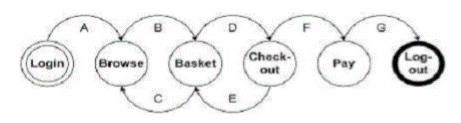 A B D F G
Login Browse Basket Check-
out Pay Log-
out
C E